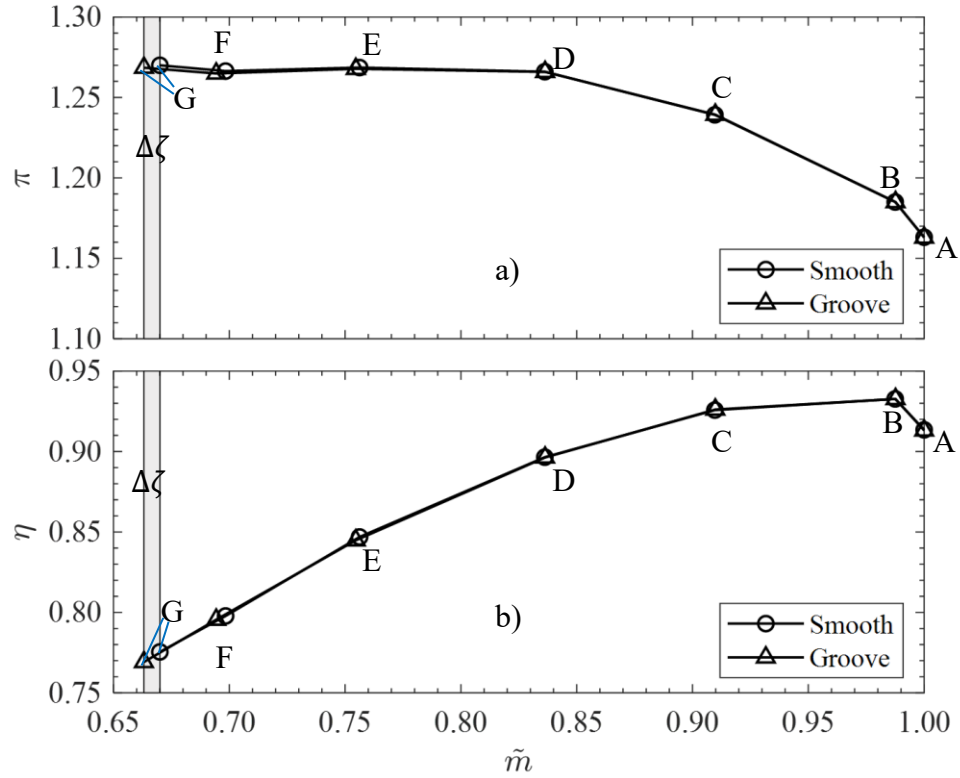 1.30
1.25
1.20
1.15
1.10
π
F
E
D
C
B
A
G
Δζ
a)
Smooth
Groove
0.95
0.90
0.85
0.80
0.75
η
Δζ
G
F
E
D
C
B
A
b)
Smooth
Groove
0.65 0.70 0.75 0.80 0.85 0.90 0.95 1.00
m̃